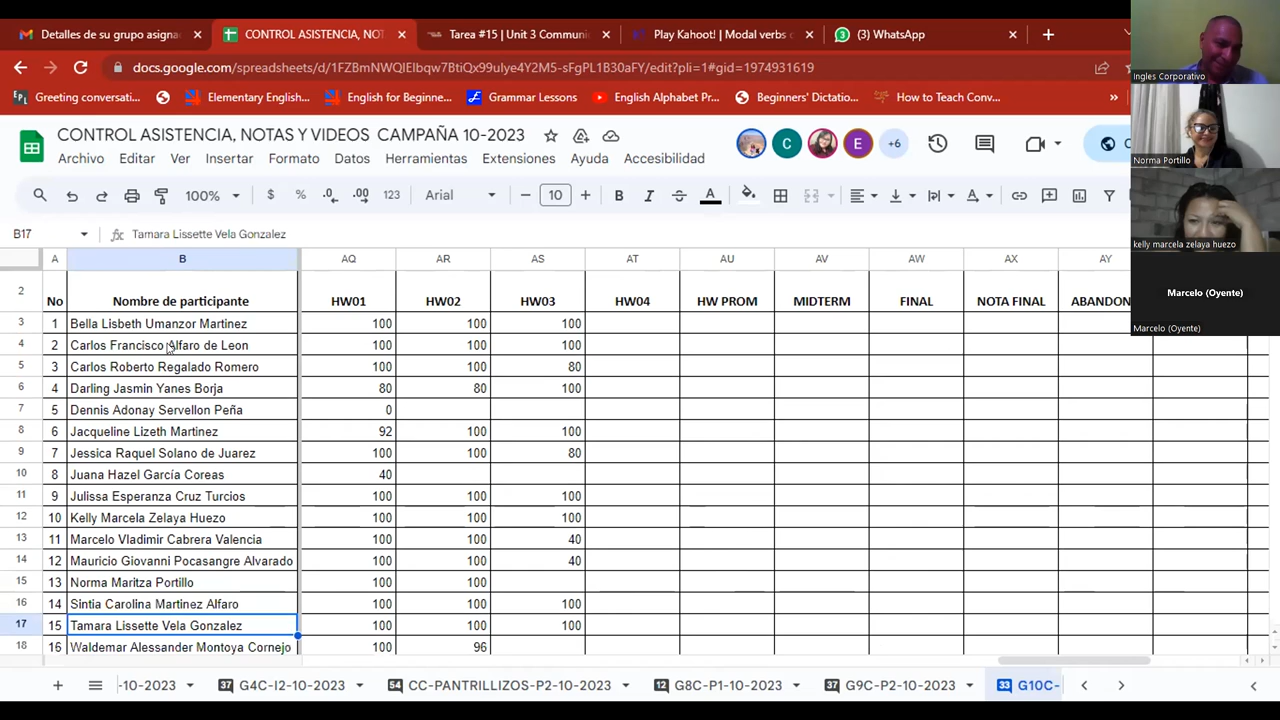 Detalles de su grupo asigna
CONTROL ASISTENCIA, NOT
Tarea #15 | Unit 3 Communi
Play Kahoot! | Modal verbs
(3) WhatsApp
docs.google.com/spreadsheets/d/1FZBmNWQIEIbqw7BtiQx99ulye4Y2M5-sFgPL1B30aFY/edit?pli=1#gid=1974931619
EPL Greeting conversati...
Elementary English...
English for Beginne...
Grammar Lessons
English Alphabet Pr...
Beginners' Dictatio...
How to Teach Conv...
CONTROL ASISTENCIA, NOTAS Y VIDEOS CAMPAÑA 10-2023
C E +6
Archivo Editar Ver Insertar Formato Datos Herramientas Extensiones Ayuda Accesibilidad
100% $ % .0 .00 123 Arial 10 B I A
B17 fx Tamara Lissette Vela Gonzalez
A B AQ AR AS AT AU AV AW AX AY
2 No Nombre de participante HW01 HW02 HW03 HW04 HW PROM MIDTERM FINAL NOTA FINAL ABANDON
3 1 Bella Lisbeth Umanzor Martinez 100 100 100
4 2 Carlos Francisco Alfaro de Leon 100 100 100
5 3 Carlos Roberto Regalado Romero 100 100 80
6 4 Darling Jasmin Yanes Borja 80 80 100
7 5 Dennis Adonay Servellon Peña 0
8 6 Jacqueline Lizeth Martinez 92 100 100
9 7 Jessica Raquel Solano de Juarez 100 100 80
10 8 Juana Hazel García Coreas 40
11 9 Julissa Esperanza Cruz Turcios 100 100 100
12 10 Kelly Marcela Zelaya Huezo 100 100 100
13 11 Marcelo Vladimir Cabrera Valencia 100 100 40
14 12 Mauricio Giovanni Pocasangre Alvarado 100 100 40
15 13 Norma Maritza Portillo 100 100
16 14 Sintia Carolina Martinez Alfaro 100 100 100
17 15 Tamara Lissette Vela Gonzalez 100 100 100
18 16 Waldemar Alessander Montoya Cornejo 100 96
-10-2023 37 G4C-I2-10-2023 54 CC-PANTRILLIZOS-P2-10-2023 12 G8C-P1-10-2023 37 G9C-P2-10-2023 33 G10C-
Ingles Corporativo
Norma Portillo
kelly marcela zelaya huezo
Marcelo (Oyente)
Marcelo (Oyente)